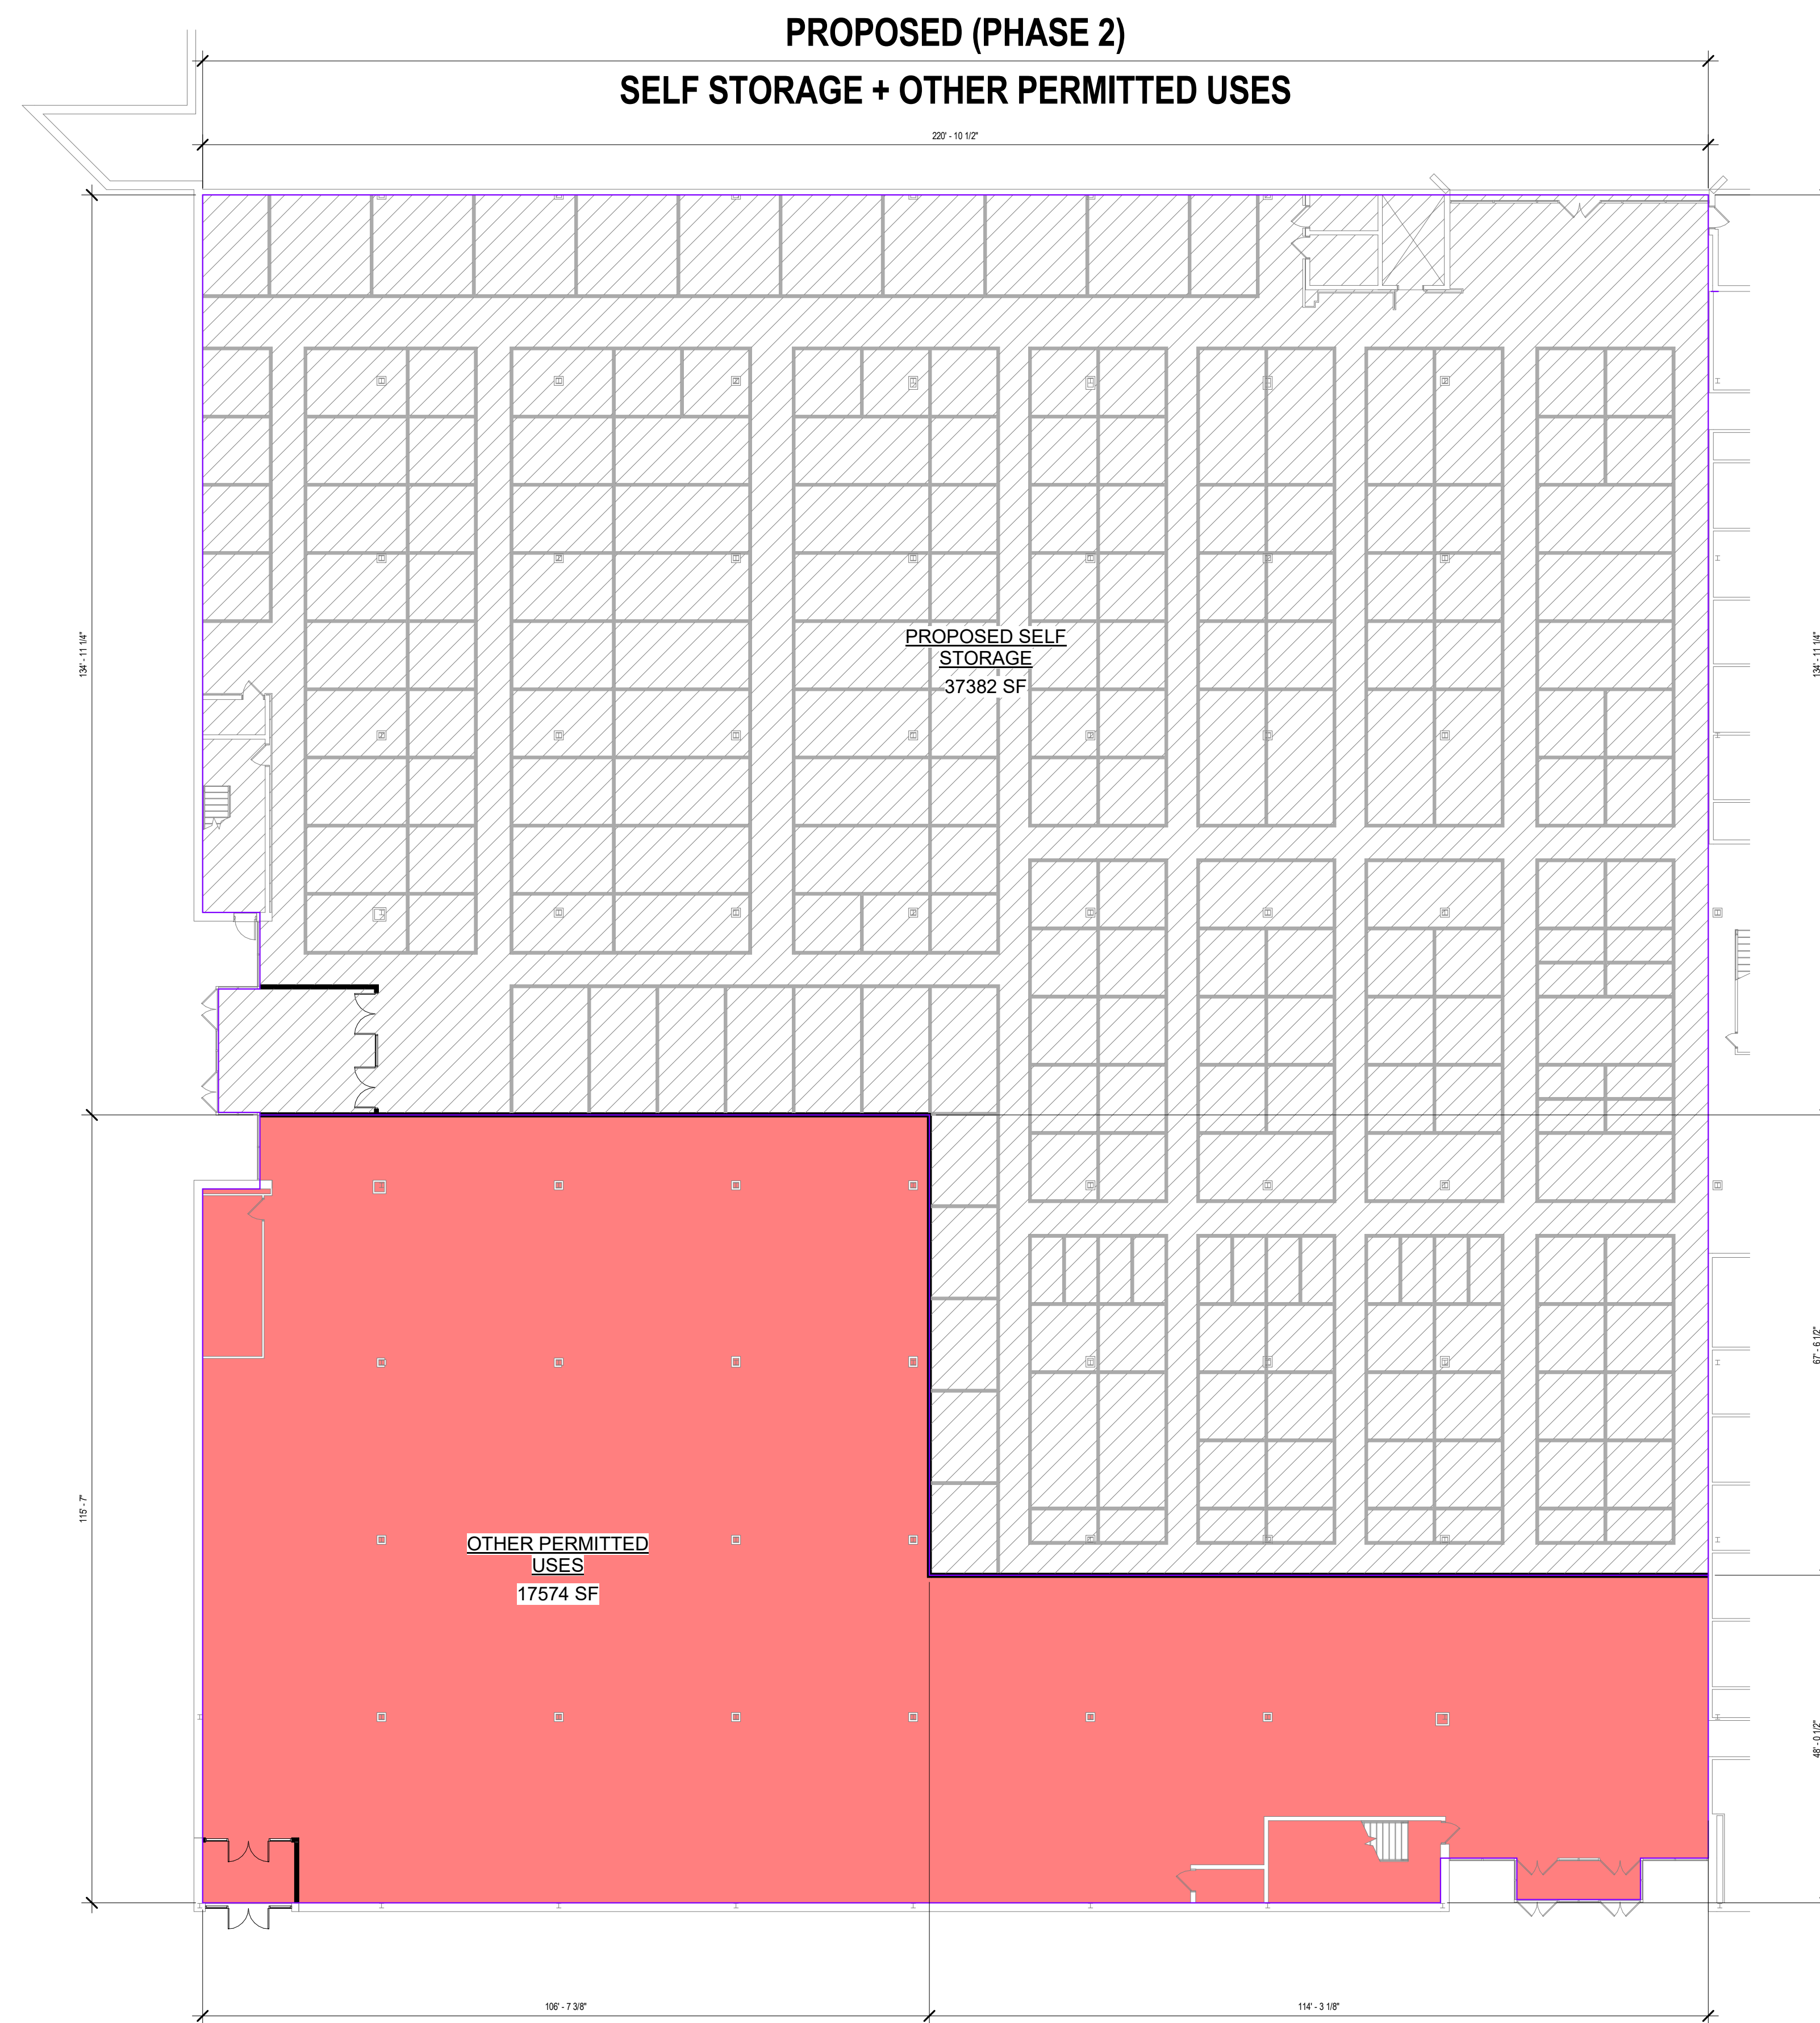 PROPOSED (PHASE 2)
SELF STORAGE + OTHER PERMITTED USES
220' - 10 1/2"
134' - 11 1/4"
134' - 11 1/4"
PROPOSED SELF
STORAGE
37382 SF
67' - 6 1/2"
115' - 7"
OTHER PERMITTED
USES
17574 SF
48' - 0 1/2"
106' - 7 3/8"
114' - 3 1/8"